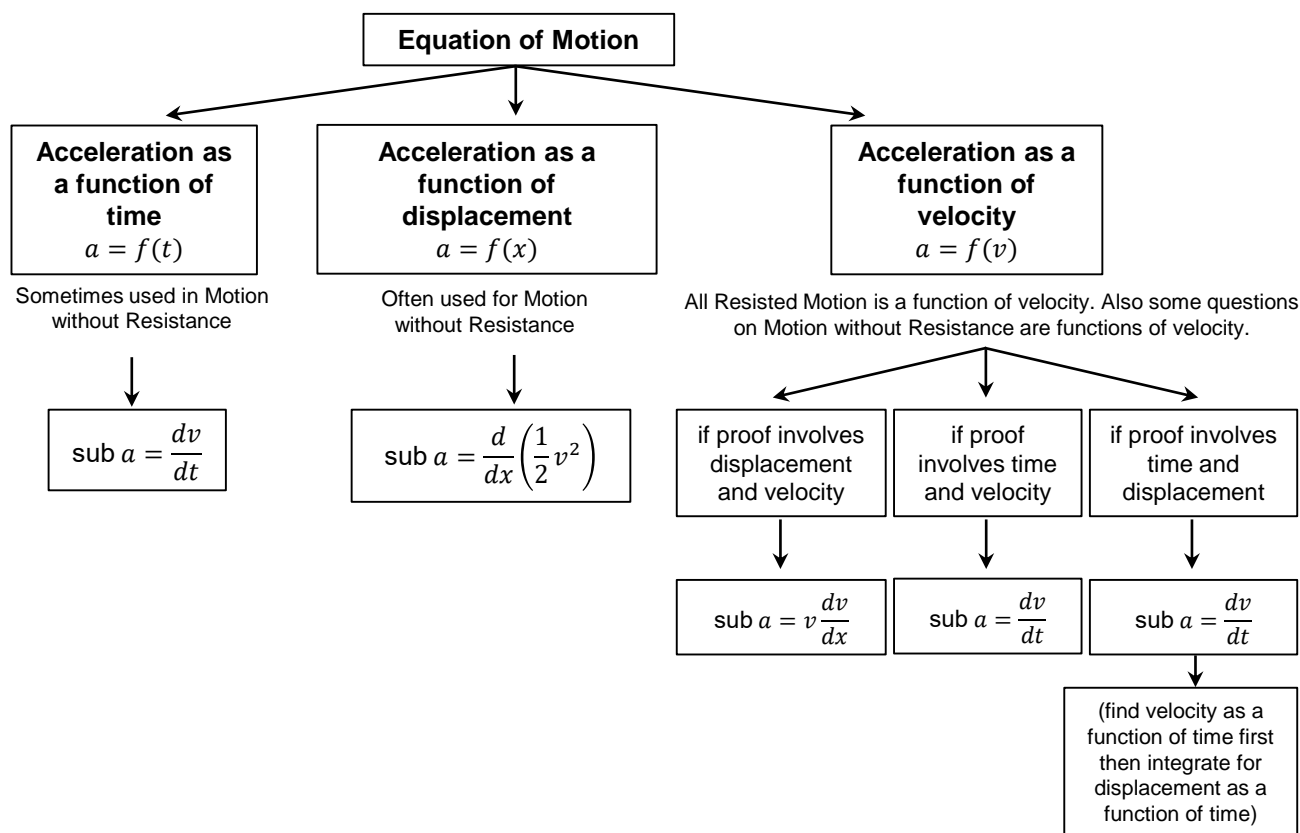 Equation of Motion
Acceleration as
a function of
time
a = f(t)
Acceleration as a
function of
displacement
a = f(x)
Acceleration as a
function of
velocity
a = f(v)
Sometimes used in Motion
without Resistance
Often used for Motion
without Resistance
All Resisted Motion is a function of velocity. Also some questions
on Motion without Resistance are functions of velocity.
sub a = dv/dt
sub a = d/dx (1/2 v²)
if proof involves
displacement
and velocity
if proof
involves time
and velocity
if proof involves
time and
displacement
sub a = v dv/dx
sub a = dv/dt
sub a = dv/dt
(find velocity as a
function of time first
then integrate for
displacement as a
function of time)